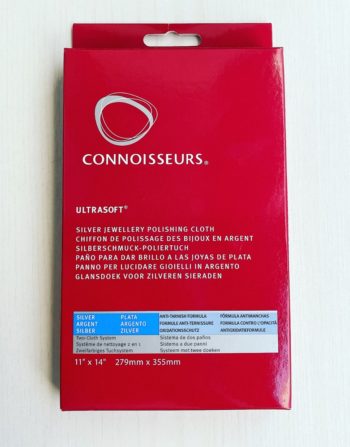 CONNOISSEURS®
ULTRASOFT®
SILVER JEWELLERY POLISHING CLOTH
CHIFFON DE POLISSAGE DES BIJOUX EN ARGENT
SILBERSCHMUCK-POLIERTUCH
PAÑO PARA DAR BRILLO A LAS JOYAS DE PLATA
PANNO PER LUCIDARE GIOIELLI IN ARGENTO
GLANSDOEK VOOR ZILVEREN SIERADEN
SILVER PLATA ANTI-TARNISH FORMULA FÓRMULA ANTIMANCHAS
ARGENT ARGENTO FORMULE ANTI-TERNISSURE FORMULA CONTRO L'OPACITÀ
SILBER ZILVER OXIDATIONSSCHUTZ ANTIOXIDATIEFORMULE
Two-Cloth System Sistema de dos paños
Système de nettoyage 2 en 1 Sistema a due panni
Zweifarbiges Tuchsystem Systeem met twee doeken
11" x 14" 279mm x 355mm